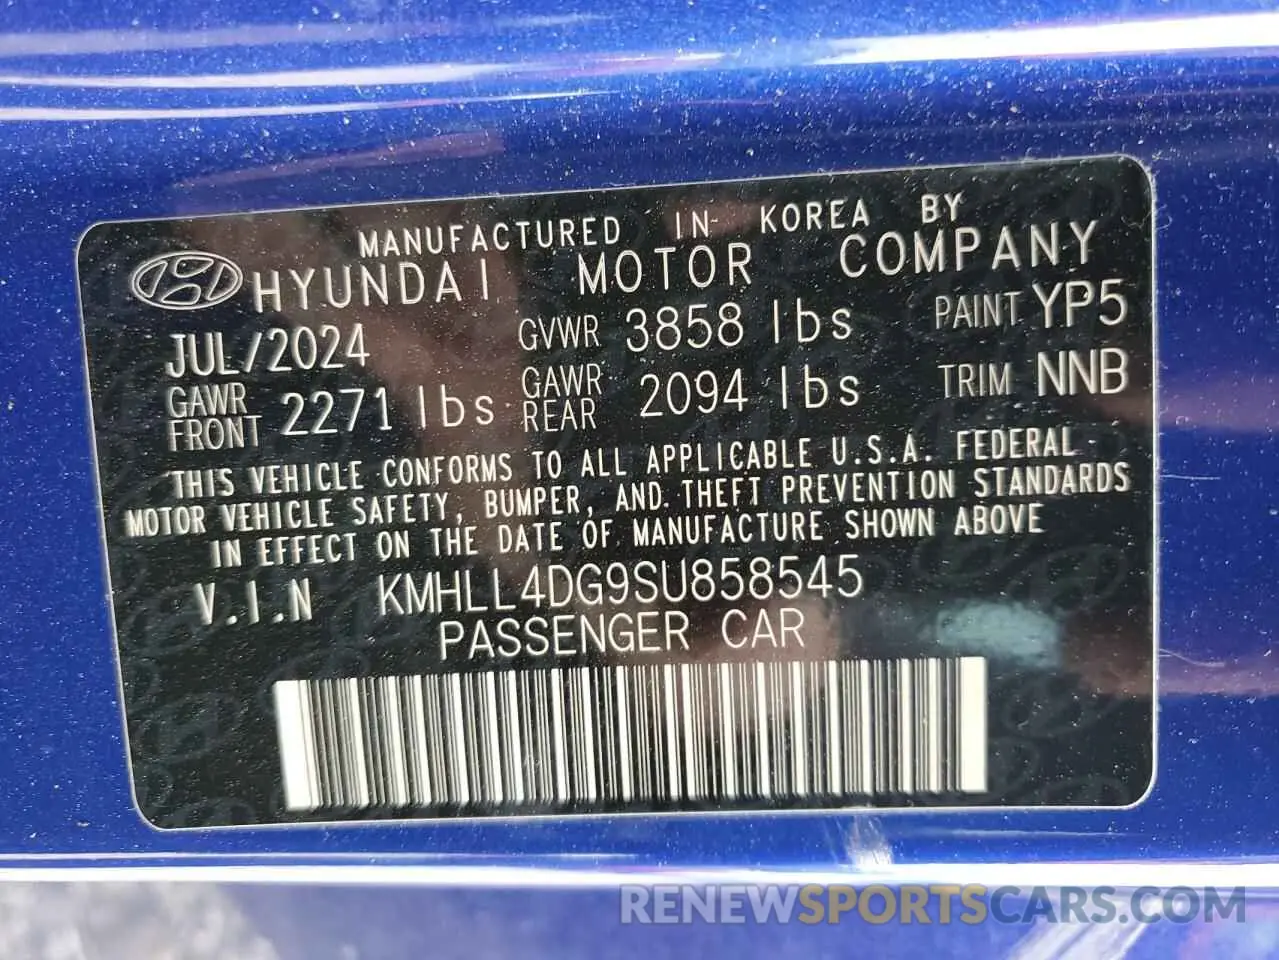 MANUFACTURED IN KOREA BY
HYUNDAI MOTOR COMPANY
JUL/2024 GVWR 3858 lbs PAINT YP5
GAWR FRONT 2271 lbs GAWR REAR 2094 lbs TRIM NNB
THIS VEHICLE CONFORMS TO ALL APPLICABLE U.S.A. FEDERAL
MOTOR VEHICLE SAFETY, BUMPER, AND THEFT PREVENTION STANDARDS
IN EFFECT ON THE DATE OF MANUFACTURE SHOWN ABOVE
V.I.N KMHLL4DG9SU858545
PASSENGER CAR
RENEWSPORTSCARS.COM